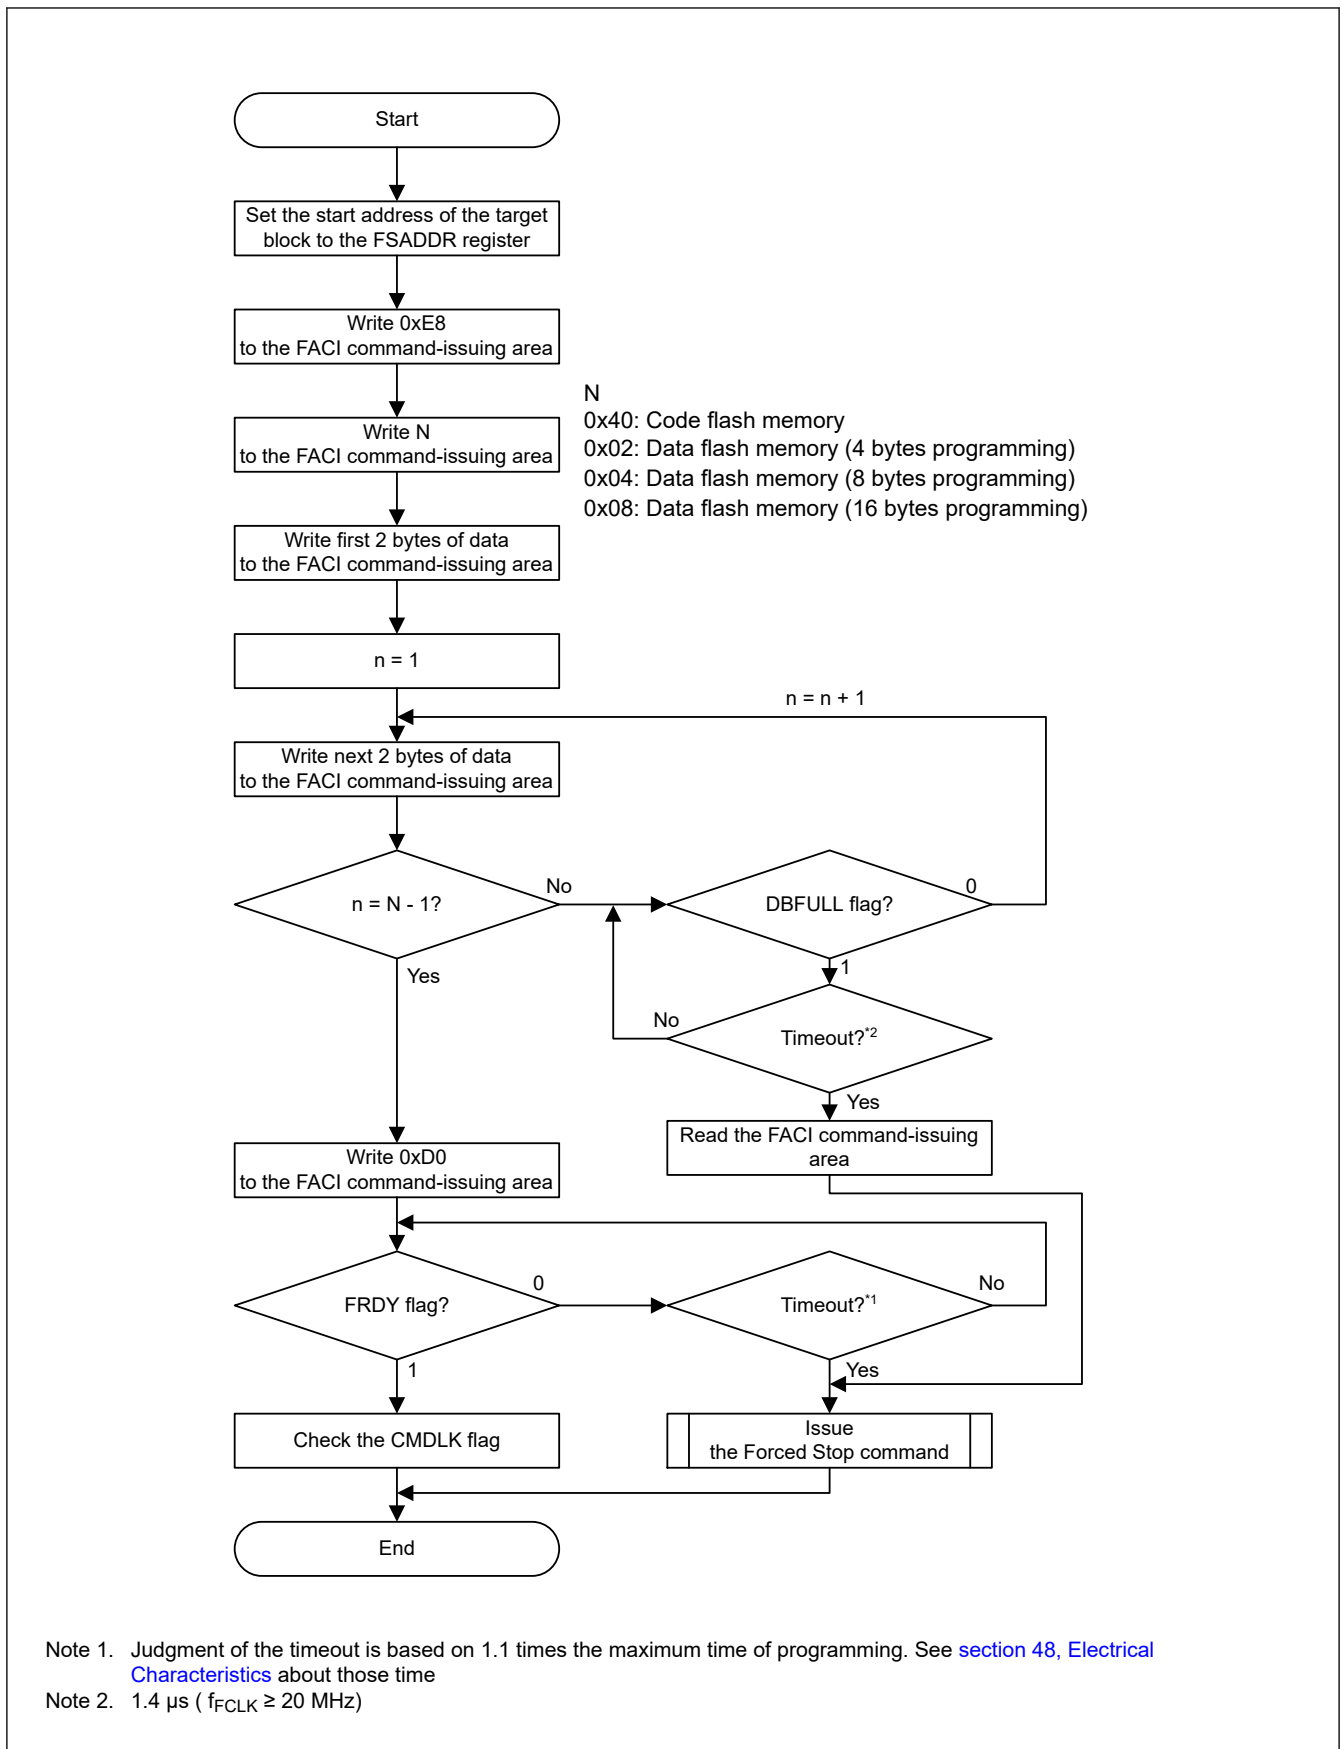 Start
Set the start address of the target
block to the FSADDR register
Write 0xE8
to the FACI command-issuing area
Write N
to the FACI command-issuing area
N
0x40: Code flash memory
0x02: Data flash memory (4 bytes programming)
0x04: Data flash memory (8 bytes programming)
0x08: Data flash memory (16 bytes programming)
Write first 2 bytes of data
to the FACI command-issuing area
n = 1
n = n + 1
Write next 2 bytes of data
to the FACI command-issuing area
n = N - 1?
No
DBFULL flag?
0
Yes
1
No
Timeout?*2
Yes
Read the FACI command-issuing
area
Write 0xD0
to the FACI command-issuing area
FRDY flag?
0
Timeout?*1
No
1
Yes
Check the CMDLK flag
Issue
the Forced Stop command
End
Note 1. Judgment of the timeout is based on 1.1 times the maximum time of programming. See section 48, Electrical
Characteristics about those time
Note 2. 1.4 μs ( fFCLK ≥ 20 MHz)